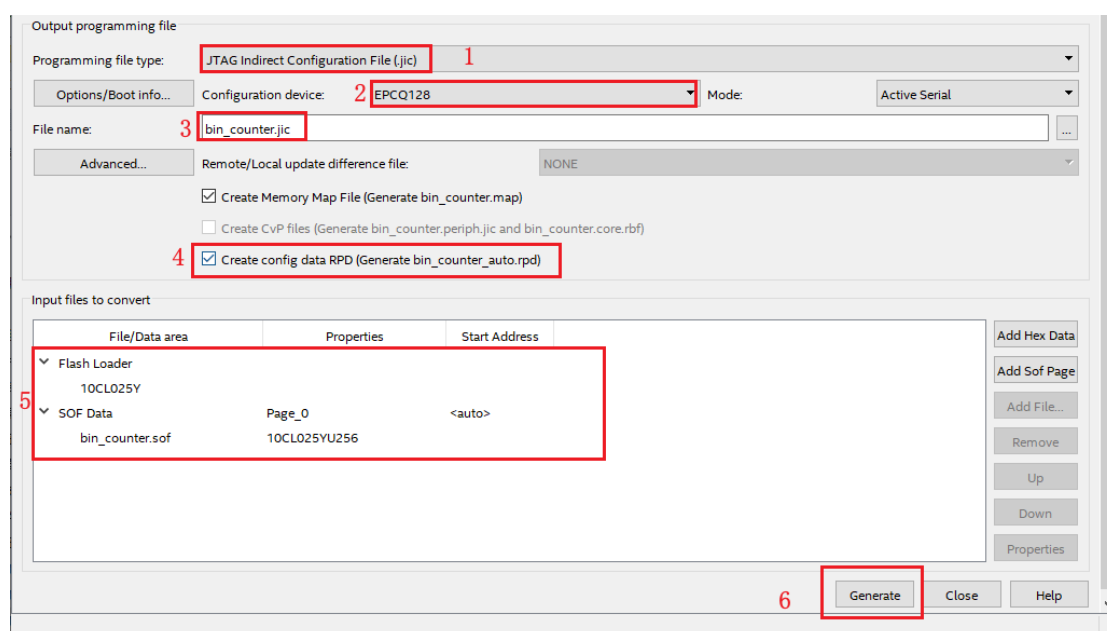 Output programming file
Programming file type: JTAG Indirect Configuration File (.jic) 1
Options/Boot info... Configuration device: 2 EPCQ128 Mode: Active Serial
File name: 3 bin_counter.jic ...
Advanced... Remote/Local update difference file: NONE
Create Memory Map File (Generate bin_counter.map)
Create CvP files (Generate bin_counter.periph.jic and bin_counter.core.rbf)
4 Create config data RPD (Generate bin_counter_auto.rpd)
Input files to convert
File/Data area Properties Start Address Add Hex Data
Flash Loader Add Sof Page
10CL025Y
5 SOF Data Page_0 <auto> Add File...
bin_counter.sof 10CL025YU256 Remove
Up
Down
Properties
6 Generate Close Help